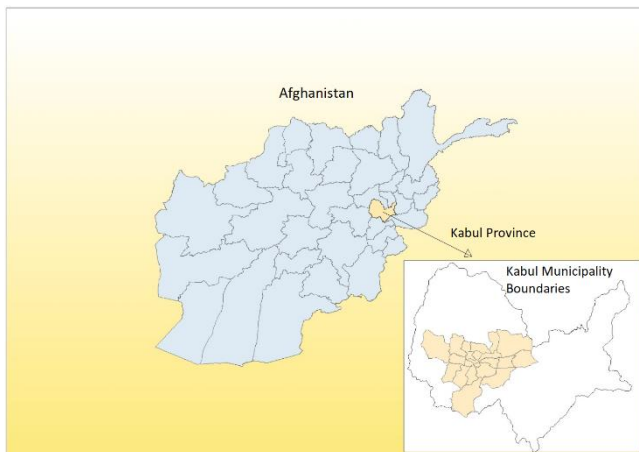 Afghanistan
Kabul Province
Kabul Municipality
Boundaries